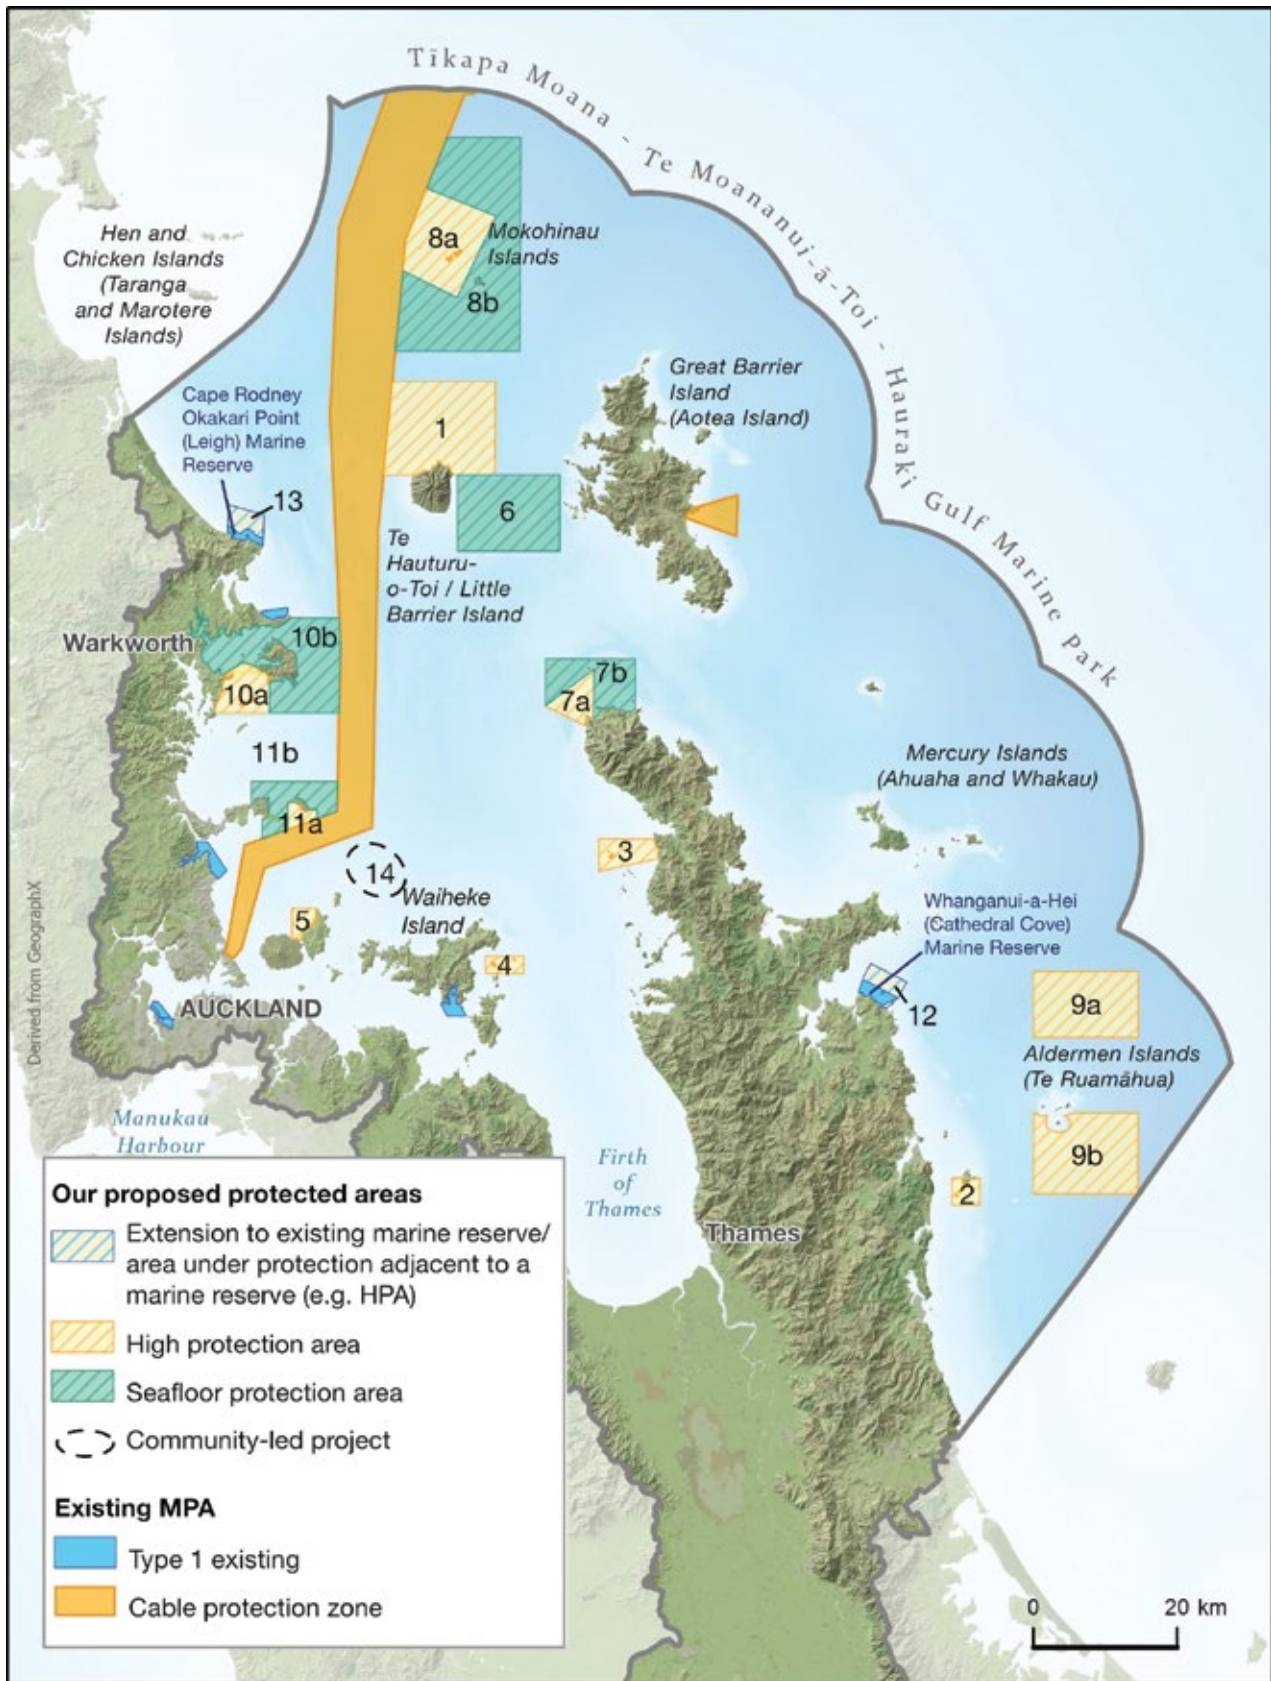 Tīkapa Moana - Te Moananui-ā-Toi - Hauraki Gulf Marine Park
Hen and
Chicken Islands
(Taranga
and Marotere
Islands)
8a
Mokohinau
Islands
8b
Cape Rodney
Okakari Point
(Leigh) Marine
Reserve
Great Barrier
Island
(Aotea Island)
1
13
6
Te
Hauturu-
o-Toi / Little
Barrier Island
Warkworth
10b
10a
7b
7a
11b
11a
Mercury Islands
(Ahuaha and Whakau)
3
14
Waiheke
Island
5
4
Whanganui-a-Hei
(Cathedral Cove)
Marine Reserve
12
9a
Aldermen Islands
(Te Ruamāhua)
9b
2
AUCKLAND
Derived from GeographX
Manukau
Harbour
Firth
of
Thames
Thames
Our proposed protected areas
Extension to existing marine reserve/
area under protection adjacent to a
marine reserve (e.g. HPA)
High protection area
Seafloor protection area
Community-led project
Existing MPA
Type 1 existing
Cable protection zone
0 20 km